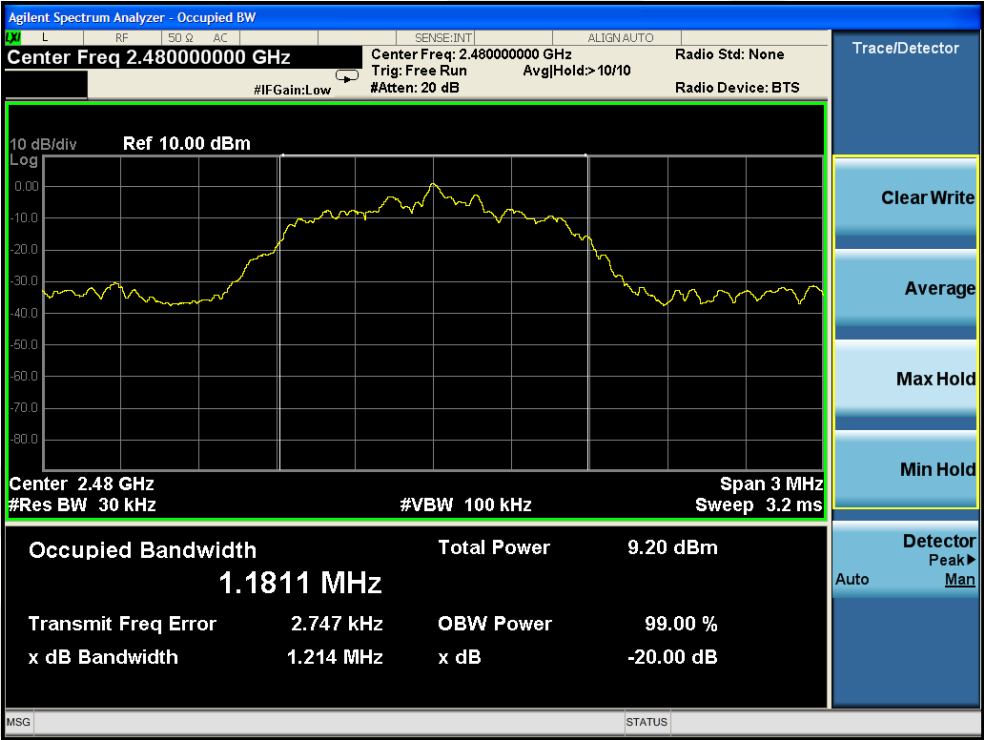 Agilent Spectrum Analyzer - Occupied BW
LXI L RF 50 Ω AC SENSE:INT ALIGN AUTO
Center Freq 2.480000000 GHz
Center Freq: 2.480000000 GHz
Radio Std: None
Trig: Free Run Avg|Hold:> 10/10
#IFGain:Low
#Atten: 20 dB
Radio Device: BTS
10 dB/div Ref 10.00 dBm
Log
0.00
-10.0
-20.0
-30.0
-40.0
-50.0
-60.0
-70.0
-80.0
Center 2.48 GHz
Span 3 MHz
#Res BW 30 kHz
#VBW 100 kHz
Sweep 3.2 ms
Occupied Bandwidth
Total Power 9.20 dBm
1.1811 MHz
Transmit Freq Error 2.747 kHz
OBW Power 99.00 %
x dB Bandwidth 1.214 MHz
x dB -20.00 dB
Trace/Detector
Clear Write
Average
Max Hold
Min Hold
Detector
Peak▶
Auto Man
MSG
STATUS